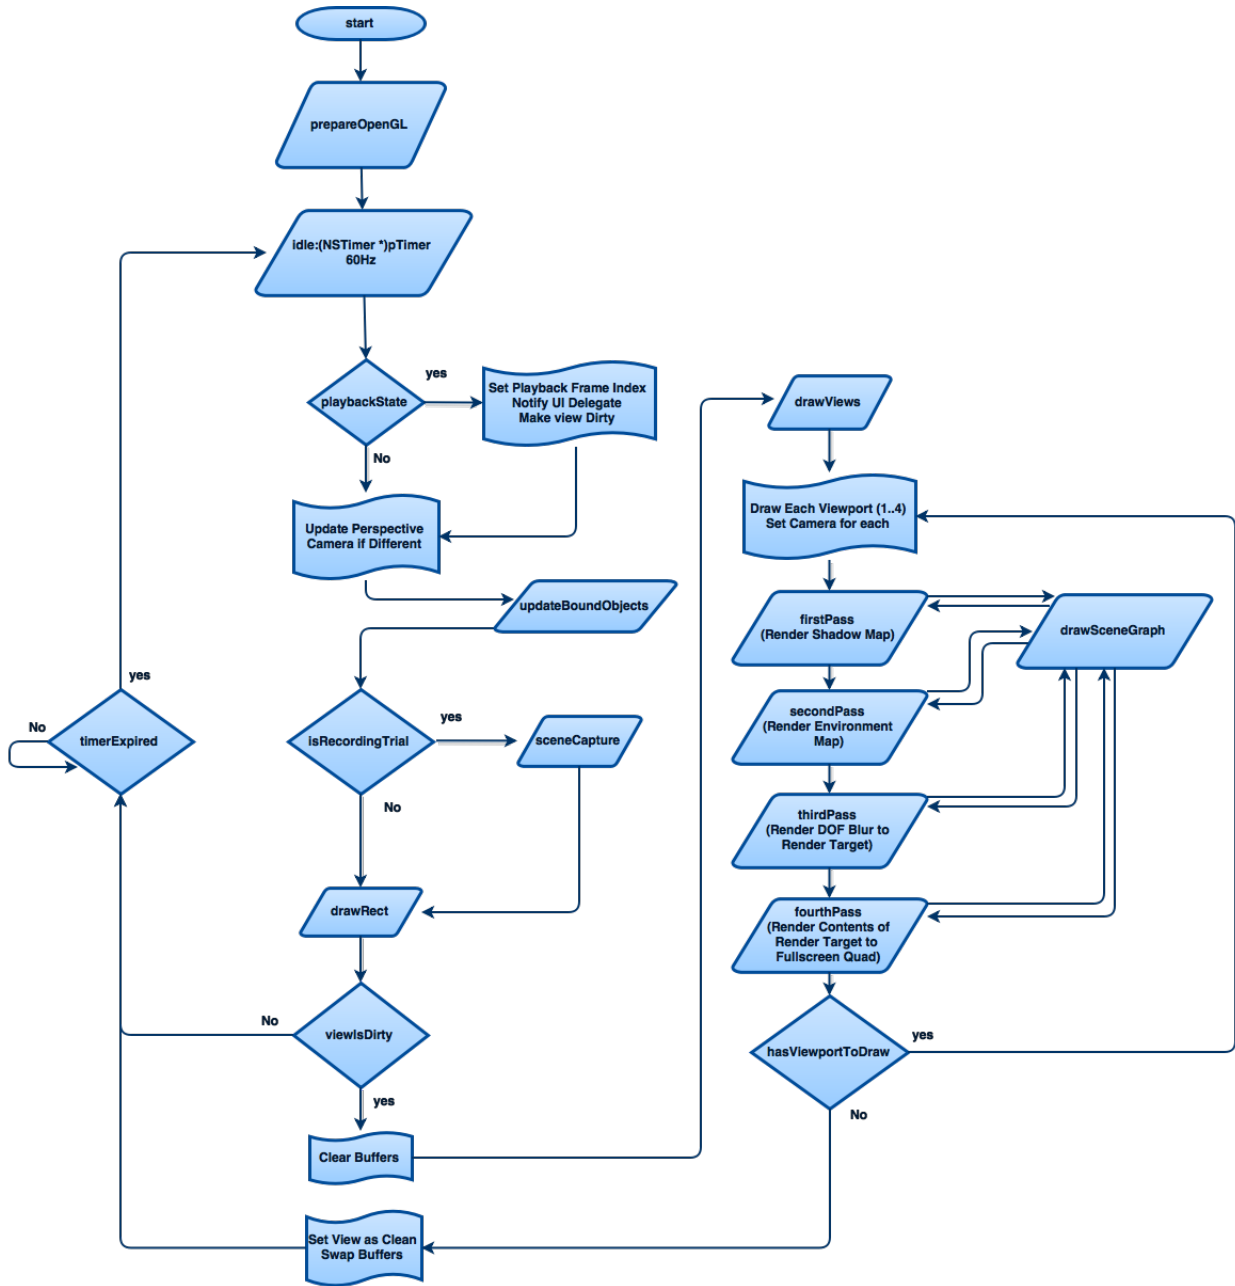 start
prepareOpenGL
idle:(NSTimer *)pTimer
60Hz
playbackState
yes
No
Set Playback Frame Index
Notify UI Delegate
Make view Dirty
Update Perspective
Camera if Different
updateBoundObjects
isRecordingTrial
yes
No
sceneCapture
drawRect
viewIsDirty
No
yes
Clear Buffers
Set View as Clean
Swap Buffers
timerExpired
yes
No
drawViews
Draw Each Viewport (1..4)
Set Camera for each
firstPass
(Render Shadow Map)
drawSceneGraph
secondPass
(Render Environment
Map)
thirdPass
(Render DOF Blur to
Render Target)
fourthPass
(Render Contents of
Render Target to
Fullscreen Quad)
hasViewportToDraw
yes
No